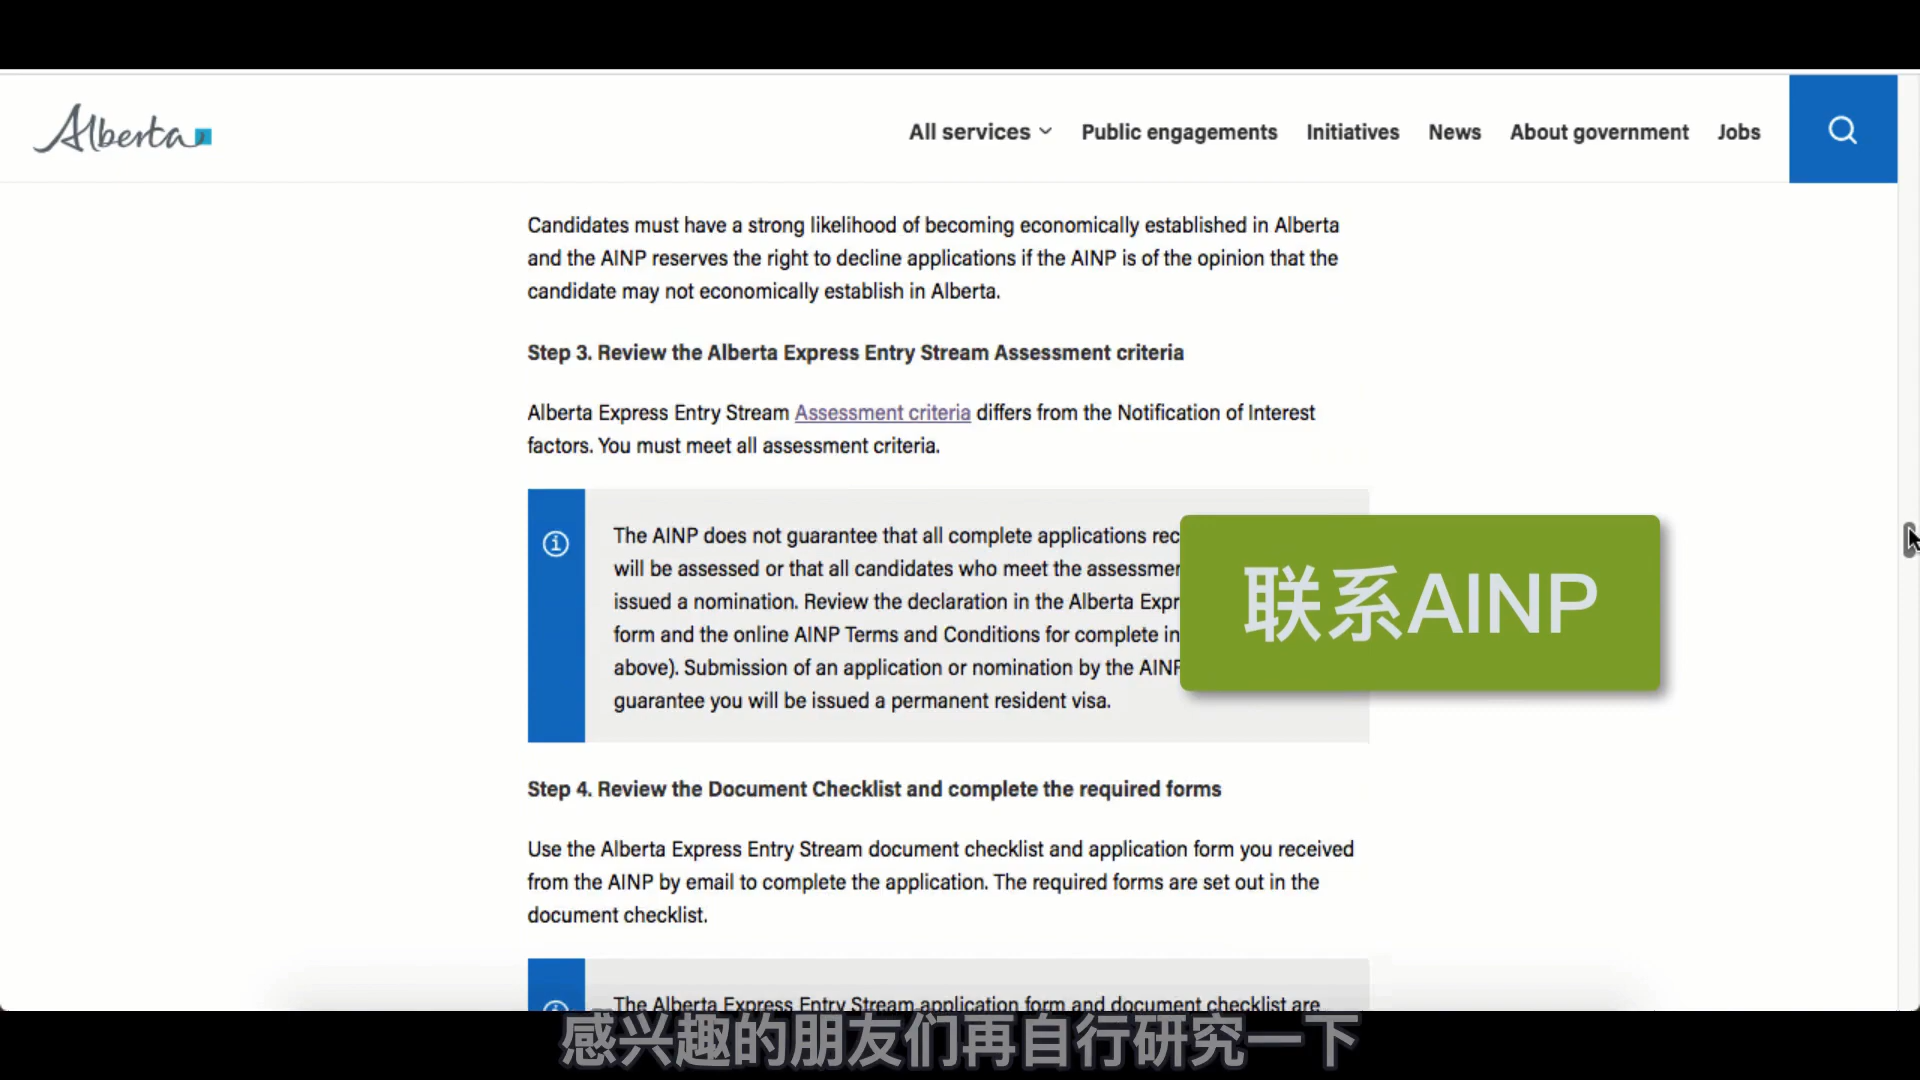 Alberta
All services Public engagements Initiatives News About government Jobs
Candidates must have a strong likelihood of becoming economically established in Alberta
and the AINP reserves the right to decline applications if the AINP is of the opinion that the
candidate may not economically establish in Alberta.
Step 3. Review the Alberta Express Entry Stream Assessment criteria
Alberta Express Entry Stream Assessment criteria differs from the Notification of Interest
factors. You must meet all assessment criteria.
The AINP does not guarantee that all complete applications
will be assessed or that all candidates who meet the
issued a nomination. Review the declaration in the Alberta
form and the online AINP Terms and Conditions for complete
above). Submission of an application or nomination by the AINP
guarantee you will be issued a permanent resident visa.
联系AINP
Step 4. Review the Document Checklist and complete the required forms
Use the Alberta Express Entry Stream document checklist and application form you received
from the AINP by email to complete the application. The required forms are set out in the
document checklist.
The Alberta Express Entry Stream application form and document checklist are
感兴趣的朋友们再自行研究一下